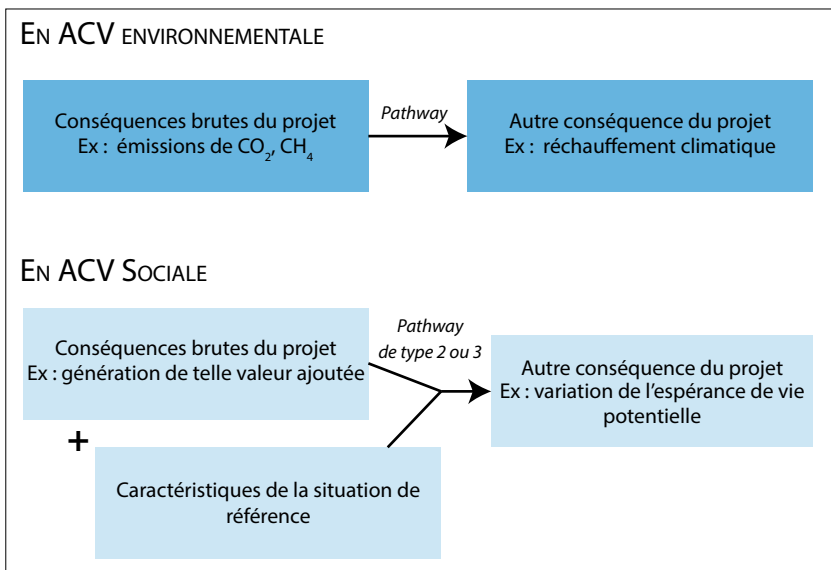 EN ACV ENVIRONNEMENTALE
Conséquences brutes du projet
Ex : émissions de CO₂, CH₄
Pathway
Autre conséquence du projet
Ex : réchauffement climatique
EN ACV SOCIALE
Conséquences brutes du projet
Ex : génération de telle valeur ajoutée
Pathway
de type 2 ou 3
Autre conséquence du projet
Ex : variation de l'espérance de vie
potentielle
+
Caractéristiques de la situation de
référence